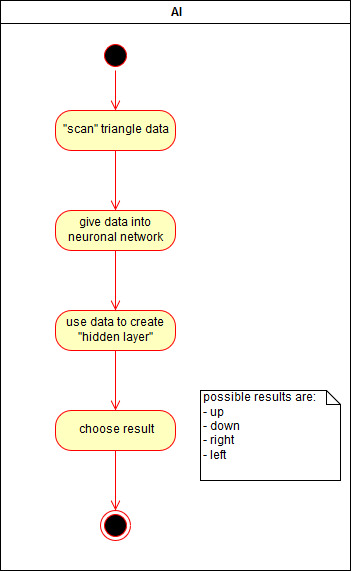 AI
"scan" triangle data
give data into
neuronal network
use data to create
"hidden layer"
choose result
possible results are:
- up
- down
- right
- left